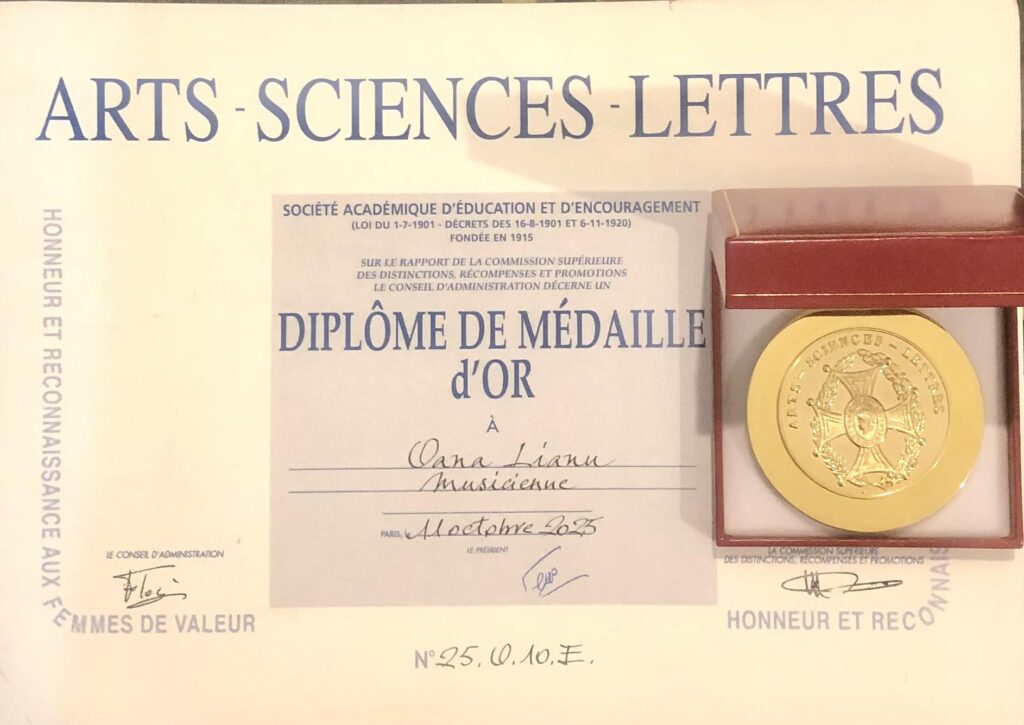 ARTS - SCIENCES - LETTRES
SOCIÉTÉ ACADÉMIQUE D'ÉDUCATION ET D'ENCOURAGEMENT
(LOI DU 1-7-1901 - DÉCRETS DES 16-8-1901 ET 6-11-1920)
FONDÉE EN 1915
SUR LE RAPPORT DE LA COMMISSION SUPÉRIEURE
DES DISTINCTIONS, RÉCOMPENSES ET PROMOTIONS
LE CONSEIL D'ADMINISTRATION DÉCERNE UN
DIPLÔME DE MÉDAILLE
d'OR
À
Oana Lianu
Musicienne
PARIS, 11 octobre 2025
LE PRÉSIDENT
LE CONSEIL D'ADMINISTRATION
LA COMMISSION SUPÉRIEURE
DES DISTINCTIONS, RÉCOMPENSES ET PROMOTIONS
HONNEUR ET RECONNAISSANCE AUX FEMMES DE VALEUR
HONNEUR ET RECONNAIS
N° 25.O.10.E.
ARTS - SCIENCES - LETTRES